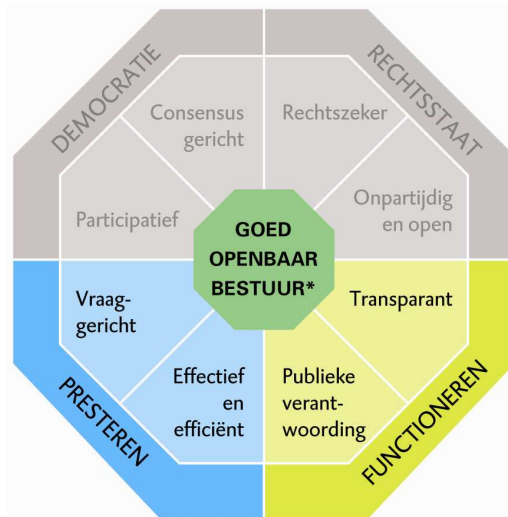 DEMOCRATIE
RECHTSSTAAT
Consensus
gericht
Rechtszeker
Participatief
Onpartijdig
en open
GOED
OPENBAAR
BESTUUR*
Vraag-
gericht
Transparant
Effectief
en
efficiënt
Publieke
verant-
woording
PRESTEREN
FUNCTIONEREN